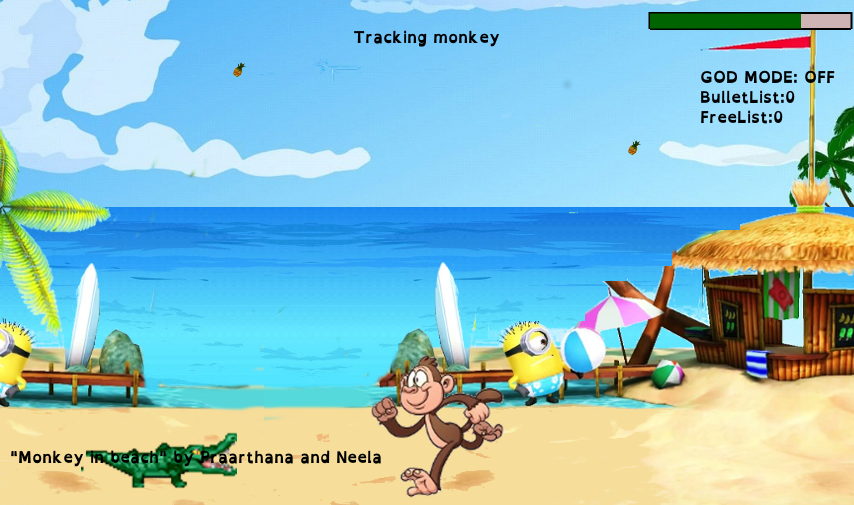 Tracking monkey
GOD MODE: OFF
BulletList:0
FreeList:0
"Monkey in beach" by Praarthana and Neela